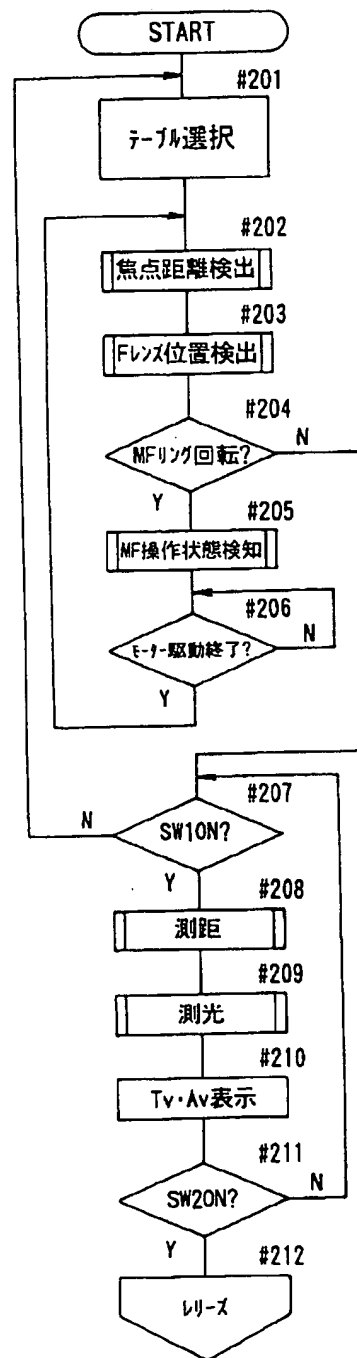 START
#201
テーブル選択
#202
焦点距離検出
#203
Fレンズ位置検出
#204
MFリング回転?
N
Y
#205
MF操作状態検知
#206
モーター駆動終了?
N
Y
#207
N
SW1ON?
Y
#208
測距
#209
測光
#210
Tv・Av表示
#211
SW2ON?
N
Y
#212
レリーズ